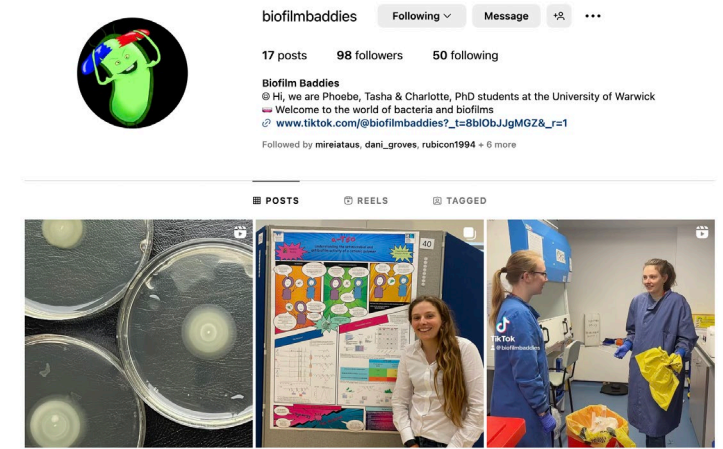 biofilmbaddies Following Message
17 posts 98 followers 50 following
Biofilm Baddies
😄 Hi, we are Phoebe, Tasha & Charlotte, PhD students at the University of Warwick
🧫 Welcome to the world of bacteria and biofilms
www.tiktok.com/@biofilmbaddies?_t=8blObJJgMGZ&_r=1
Followed by mireiataus, dani_groves, rubicon1994 + 6 more
POSTS REELS TAGGED
40
TikTok
@biofilmbaddies